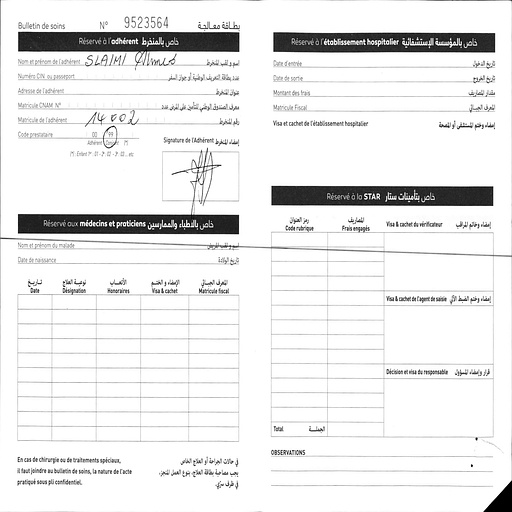 Bulletin de soins N° 9523564 بطاقة معالجة
Réservé à l'adhérent خاص بالمنخرط
Nom et prénom de l'adhérent SLAIMI Ahmed اسم و لقب المنخرط
Numéro CIN ou passeport عدد بطاقة التعريف الوطنية أو جواز السفر
Adresse de l'adhérent عنوان المنخرط
Matricule CNAM N° معرف الصندوق الوطني للتأمين على المرض عدد
Matricule de l'adhérent 14002 رقم المنخرط
Code prestataire 00 99
Adhérent Conjoint (*)
(*) : Enfant 1er : 01 - 2e : 02 - 3e : 03... etc
Signature de l'Adhérent إمضاء المنخرط
Réservé aux médecins et praticiens خاص بالأطباء والممارسين
Nom et prénom du malade اسم و لقب المريض
Date de naissance تاريخ الولادة
تاريخ نوعية العلاج الأتعاب الإمضاء و الختم المعرف الجبائي
Date Désignation Honoraires Visa & cachet Matricule fiscal
En cas de chirurgie ou de traitements spéciaux,
il faut joindre au bulletin de soins, la nature de l'acte
pratiqué sous pli confidentiel.
في حالات الجراحة أو العلاج الخاص
يجب مصاحبة بطاقة العلاج، بنوع العمل المنجز،
في ظرف سري.
Réservé à l'établissement hospitalier خاص بالمؤسسة الإستشفائية
Date d'entrée تاريخ الدخول
Date de sortie تاريخ الخروج
Montant des frais مقدار المصاريف
Matricule Fiscal المعرف الجبائي
Visa et cachet de l'établissement hospitalier إمضاء وختم المستشفى أو المصحة
Réservé à la STAR خاص بتأمينات ستار
رمز العنوان المصاريف
Code rubrique Frais engagés
Visa & cachet du vérificateur إمضاء وخاتم المراقب
Visa & cachet de l'agent de saisie إمضاء وختم الضبط الآلي
Décision et visa du responsable قرار وإمضاء المسؤول
Total الجملة
OBSERVATIONS